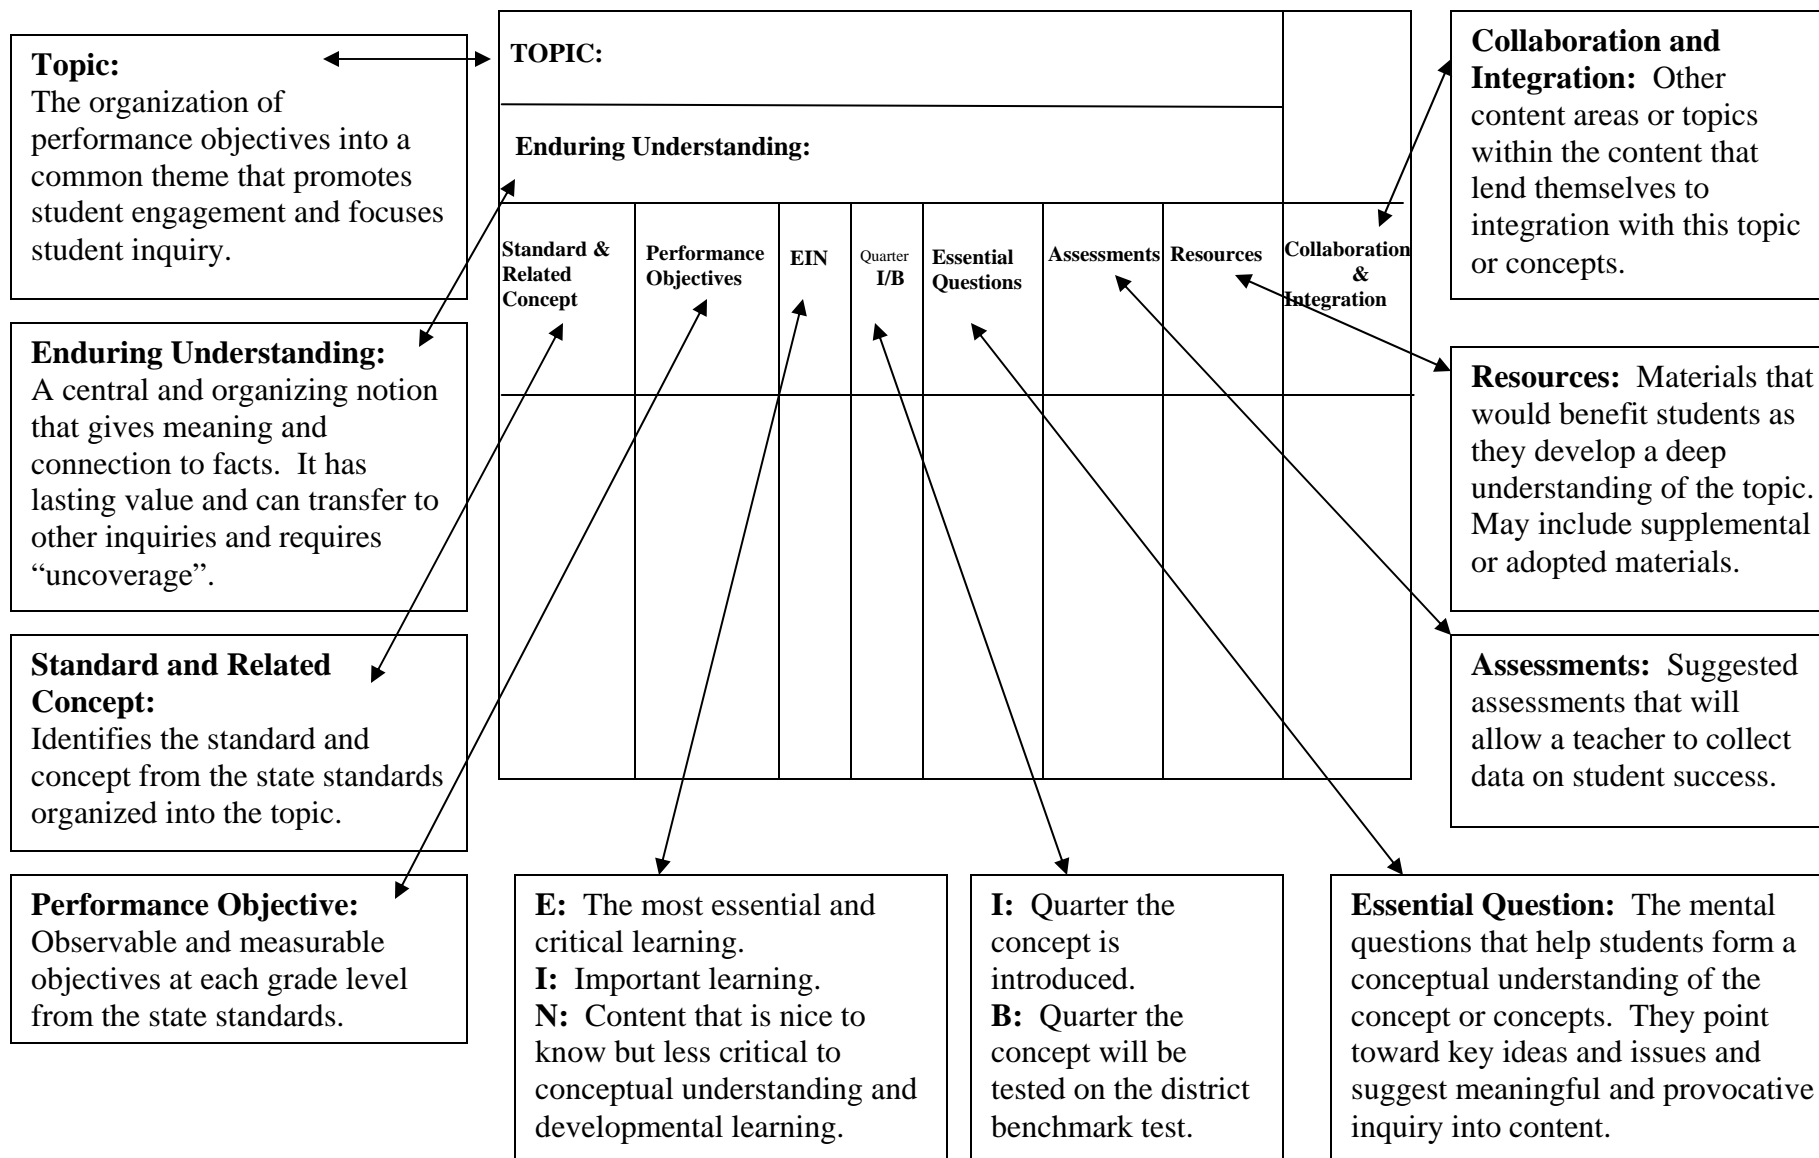 Topic:
The organization of
performance objectives into a
common theme that promotes
student engagement and focuses
student inquiry.
Enduring Understanding:
A central and organizing notion
that gives meaning and
connection to facts.  It has
lasting value and can transfer to
other inquiries and requires
“uncoverage”.
Standard and Related
Concept:
Identifies the standard and
concept from the state standards
organized into the topic.
Performance Objective:
Observable and measurable
objectives at each grade level
from the state standards.
TOPIC:
Enduring Understanding:
Standard &
Related
Concept
Performance
Objectives
EIN
Quarter
I/B
Essential
Questions
Assessments
Resources
Collaboration
&
Integration
E:  The most essential and
critical learning.
I:  Important learning.
N:  Content that is nice to
know but less critical to
conceptual understanding and
developmental learning.
I:  Quarter the
concept is
introduced.
B:  Quarter the
concept will be
tested on the district
benchmark test.
Collaboration and
Integration:  Other
content areas or topics
within the content that
lend themselves to
integration with this topic
or concepts.
Resources:  Materials that
would benefit students as
they develop a deep
understanding of the topic.
May include supplemental
or adopted materials.
Assessments:  Suggested
assessments that will
allow a teacher to collect
data on student success.
Essential Question:  The mental
questions that help students form a
conceptual understanding of the
concept or concepts.  They point
toward key ideas and issues and
suggest meaningful and provocative
inquiry into content.